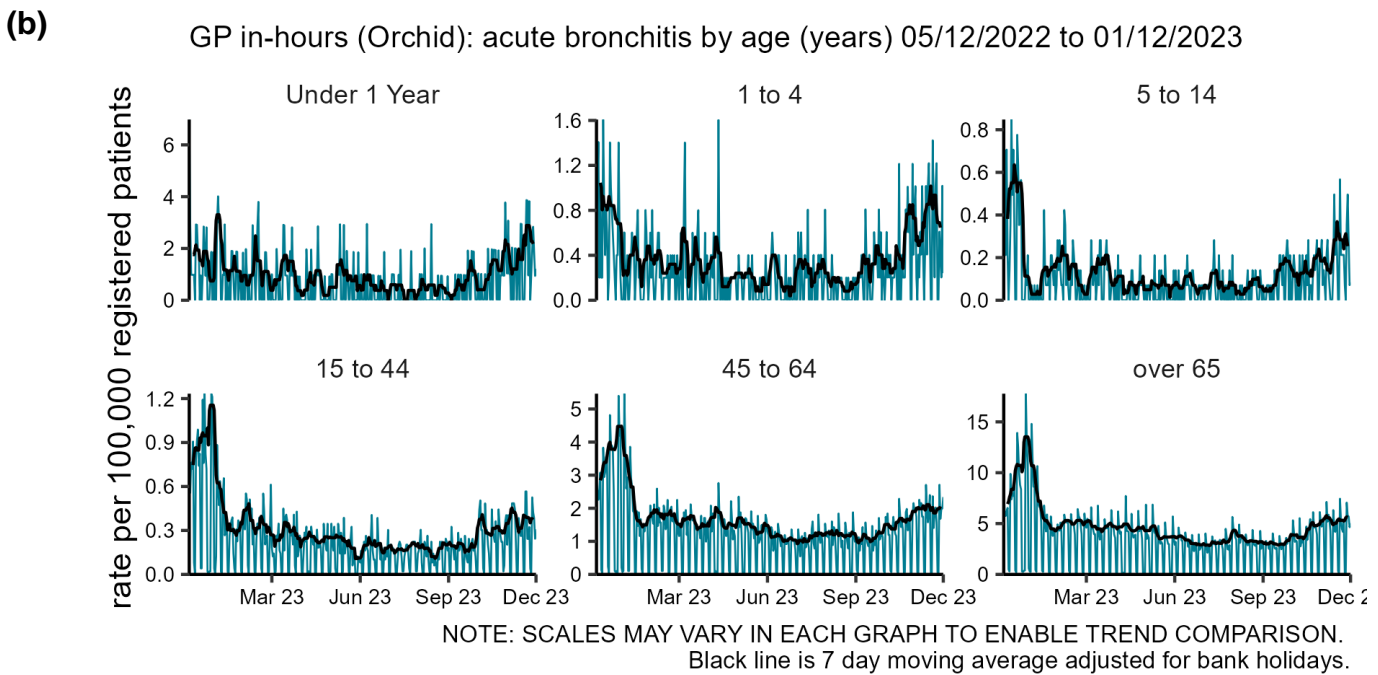 (b)
GP in-hours (Orchid): acute bronchitis by age (years) 05/12/2022 to 01/12/2023
rate per 100,000 registered patients
Under 1 Year
6
4
2
0
1 to 4
1.6
1.2
0.8
0.4
0.0
5 to 14
0.8
0.6
0.4
0.2
0.0
15 to 44
1.2
0.9
0.6
0.3
0.0
Mar 23 Jun 23 Sep 23 Dec 23
45 to 64
5
4
3
2
1
0
Mar 23 Jun 23 Sep 23 Dec 23
over 65
15
10
5
0
Mar 23 Jun 23 Sep 23 Dec
NOTE: SCALES MAY VARY IN EACH GRAPH TO ENABLE TREND COMPARISON.
Black line is 7 day moving average adjusted for bank holidays.